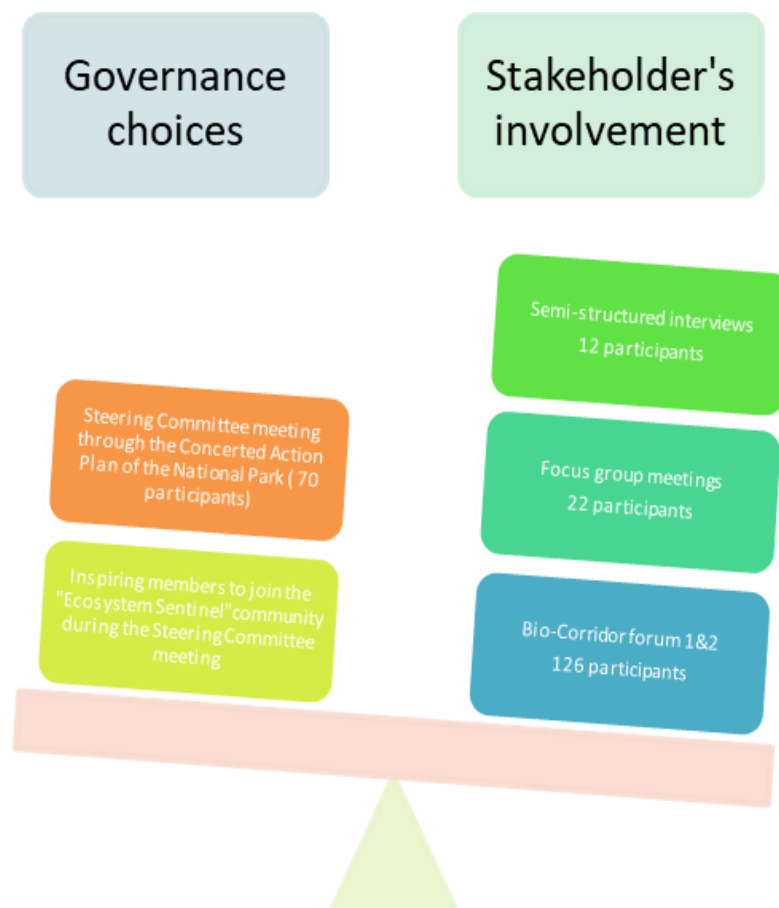 Governance
choices
Stakeholder's
involvement
Semi-structured interviews
12 participants
Steering Committee meeting
through the Concerted Action
Plan of the National Park ( 70
participants)
Focus group meetings
22 participants
Inspiring members to join the
"Ecosystem Sentinel"community
during the Steering Committee
meeting
Bio-Corridor forum 1&2
126 participants